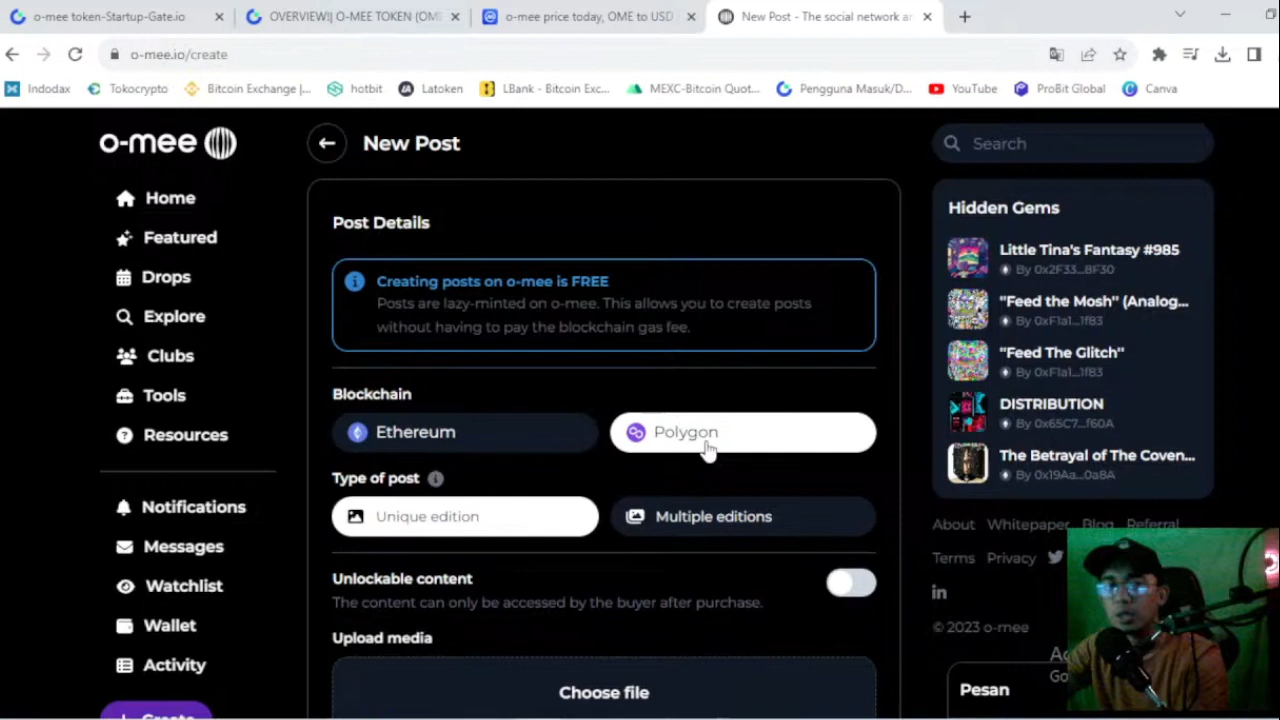 o-mee token-Startup-Gate.io
OVERVIEW!| O-MEE TOKEN (OME
o-mee price today, OME to USD
New Post - The social network ar
o-mee.io/create
Indodax
Tokocrypto
Bitcoin Exchange |...
hotbit
Latoken
LBank - Bitcoin Exc...
MEXC-Bitcoin Quot...
Pengguna Masuk/D...
YouTube
ProBit Global
Canva
o-mee
New Post
Search
Home
Featured
Drops
Explore
Clubs
Tools
Resources
Notifications
Messages
Watchlist
Wallet
Activity
Create
Post Details
Creating posts on o-mee is FREE
Posts are lazy-minted on o-mee. This allows you to create posts
without having to pay the blockchain gas fee.
Blockchain
Ethereum
Polygon
Type of post
Unique edition
Multiple editions
Unlockable content
The content can only be accessed by the buyer after purchase.
Upload media
Choose file
Hidden Gems
Little Tina's Fantasy #985
By 0x2F33...8F30
"Feed the Mosh" (Analog...
By 0xF1a1...1f83
"Feed The Glitch"
By 0xF1a1...1f83
DISTRIBUTION
By 0x65C7...f60A
The Betrayal of The Coven...
By 0x19Aa...0a8A
About Whitepaper Blog Referral
Terms Privacy
© 2023 o-mee
Pesan